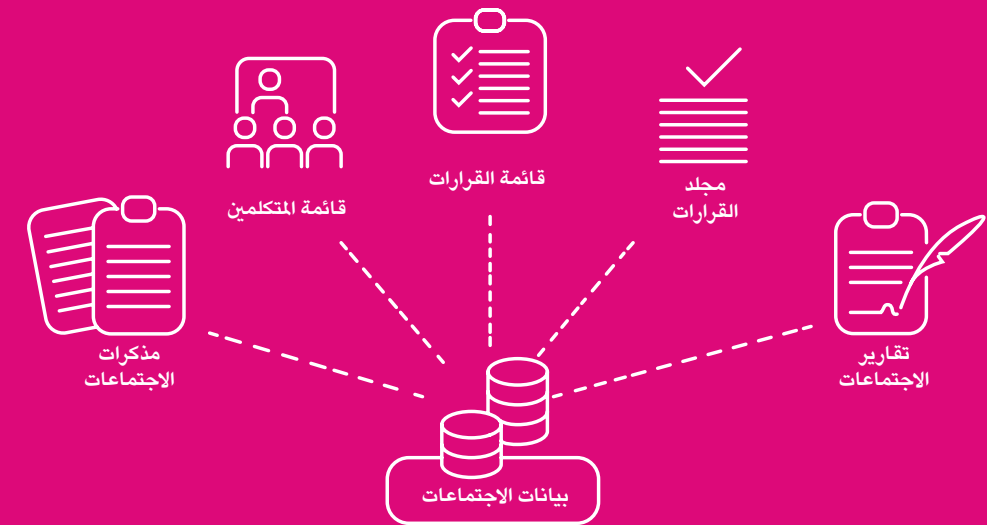 قائمة القرارات
مجلد
القرارات
قائمة المتكلمين
تقارير
الاجتماعات
مذكرات
الاجتماعات
بيانات الاجتماعات